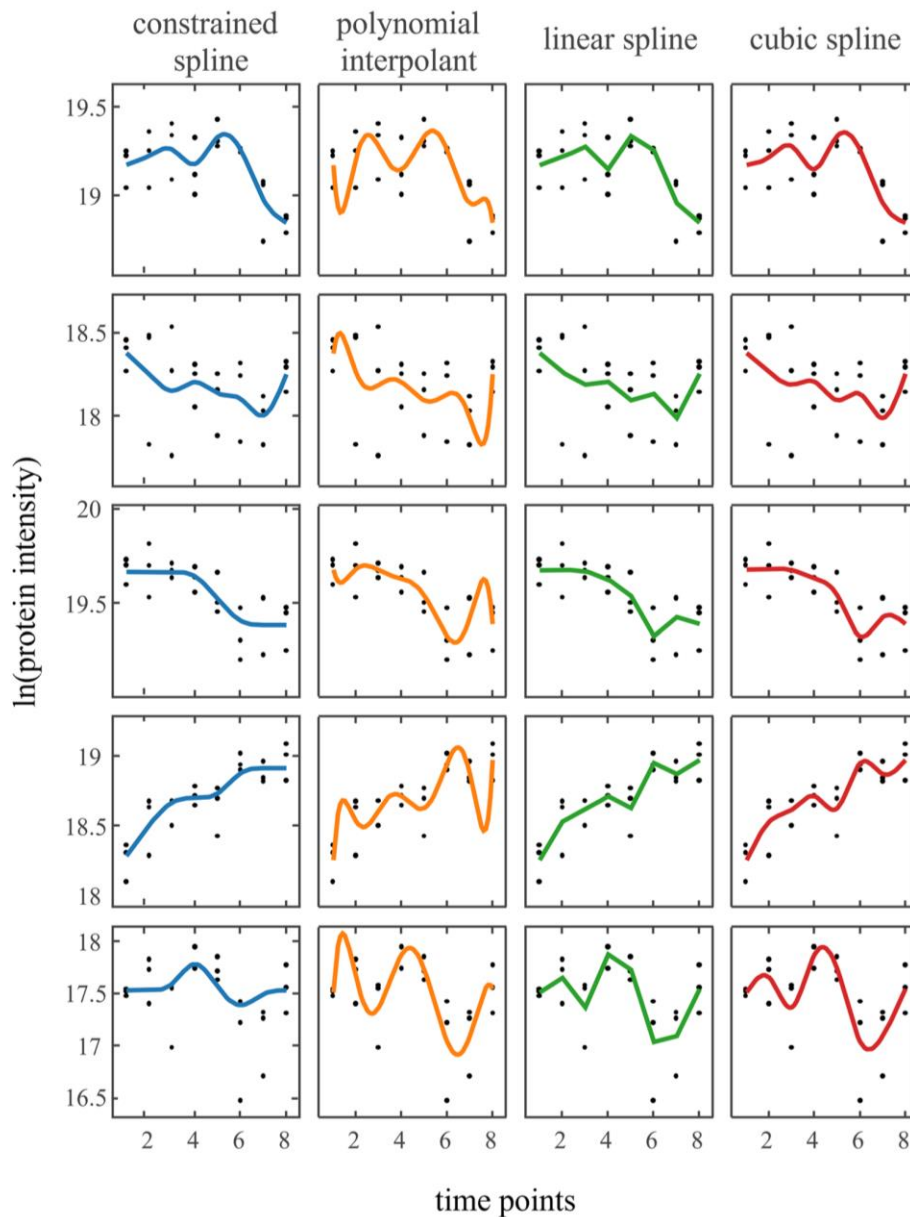 constrained
spline
polynomial
interpolant
linear spline
cubic spline
19.5
19
18.5
18
20
19.5
19
18.5
18
18
17.5
17
16.5
2 4 6 8 2 4 6 8 2 4 6 8 2 4 6 8
ln(protein intensity)
time points